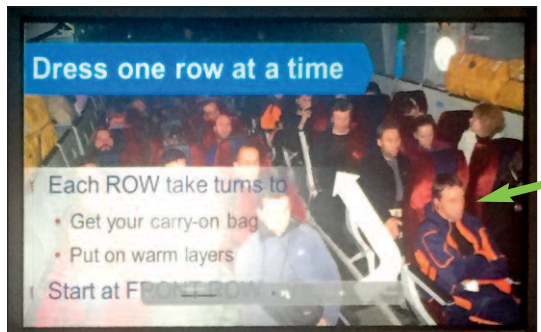 Dress one row at a time
Each ROW take turns to
• Get your carry-on bag
• Put on warm layers
Start at FRONT ROW